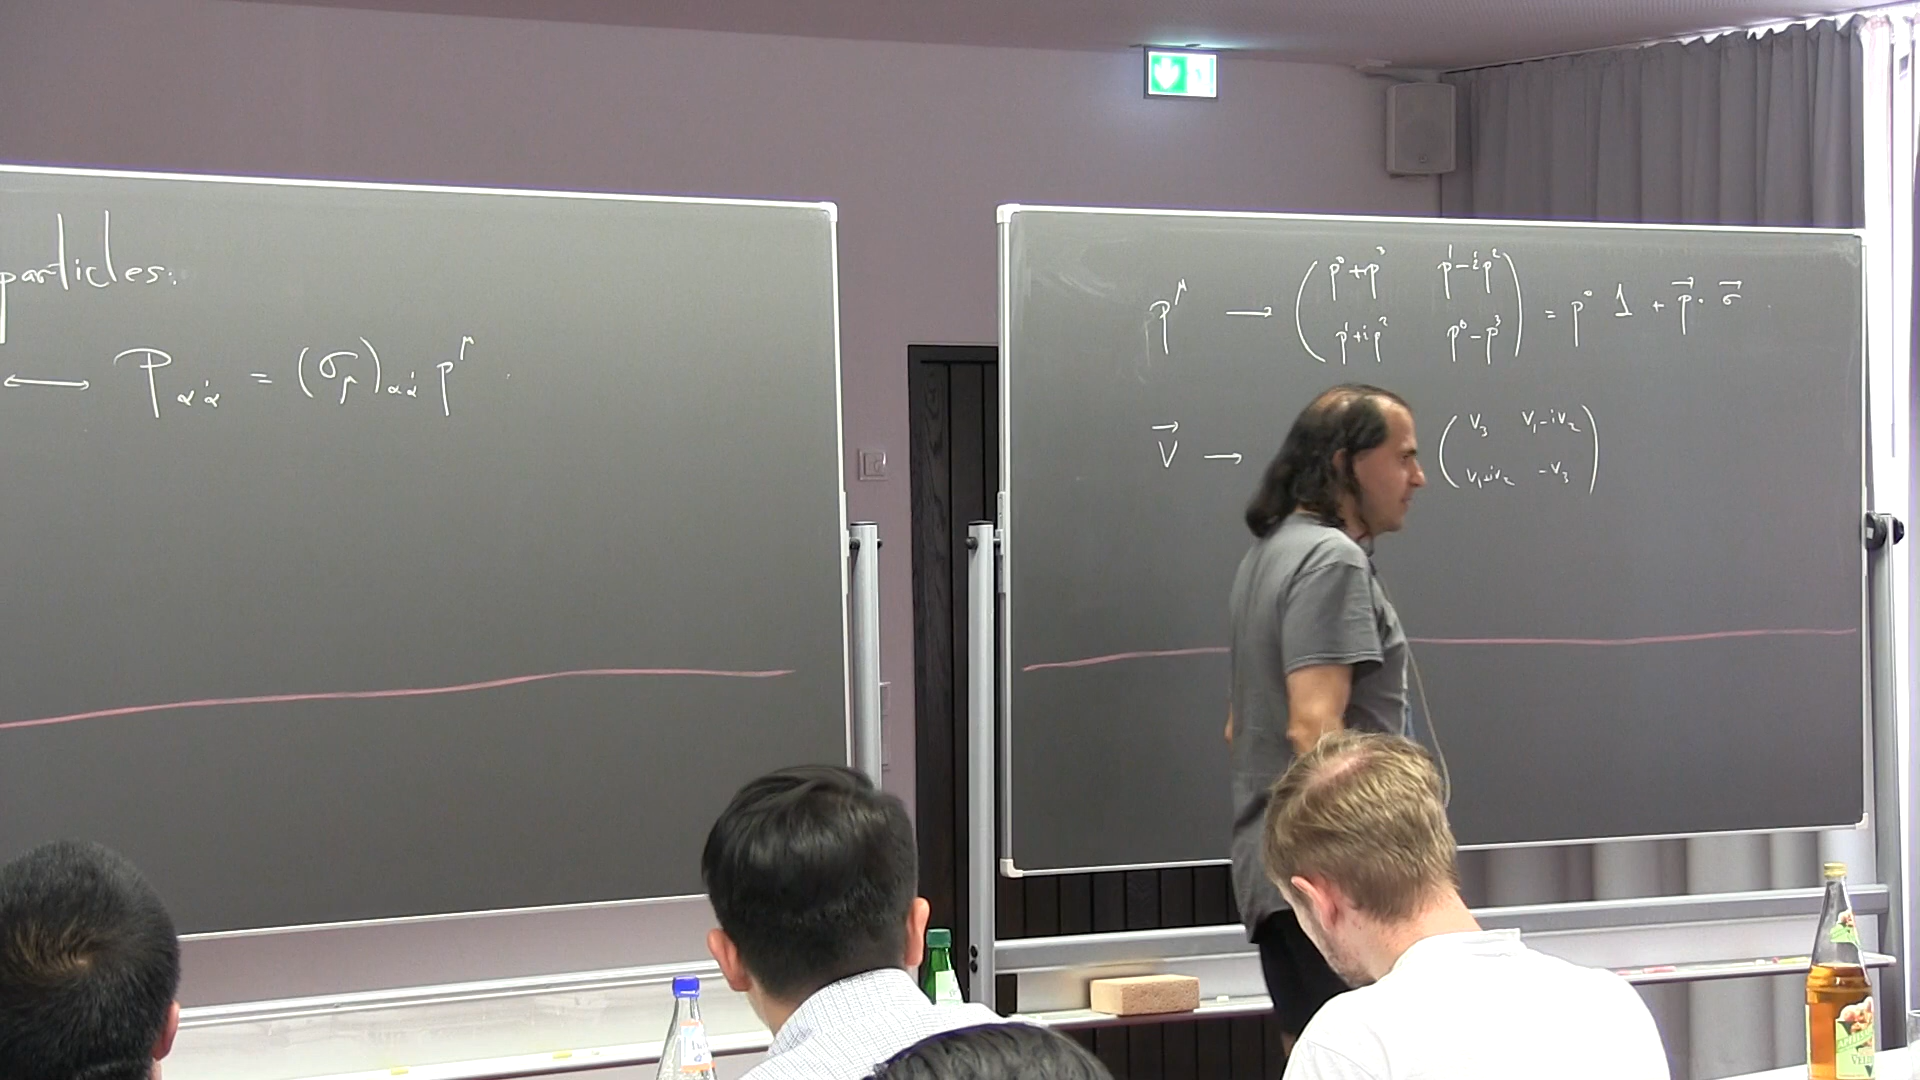 particles:
⟷ P_{αα̇} = (σ_μ)_{αα̇} p^μ .
p^μ ⟶ ( p^0+p^3 p^1-ip^2
p^1+ip^2 p^0-p^3 ) = p^0 𝟙 + p⃗ · σ⃗ .
V⃗ → ( V_3 V_1-iV_2
V_1+iV_2 -V_3 )